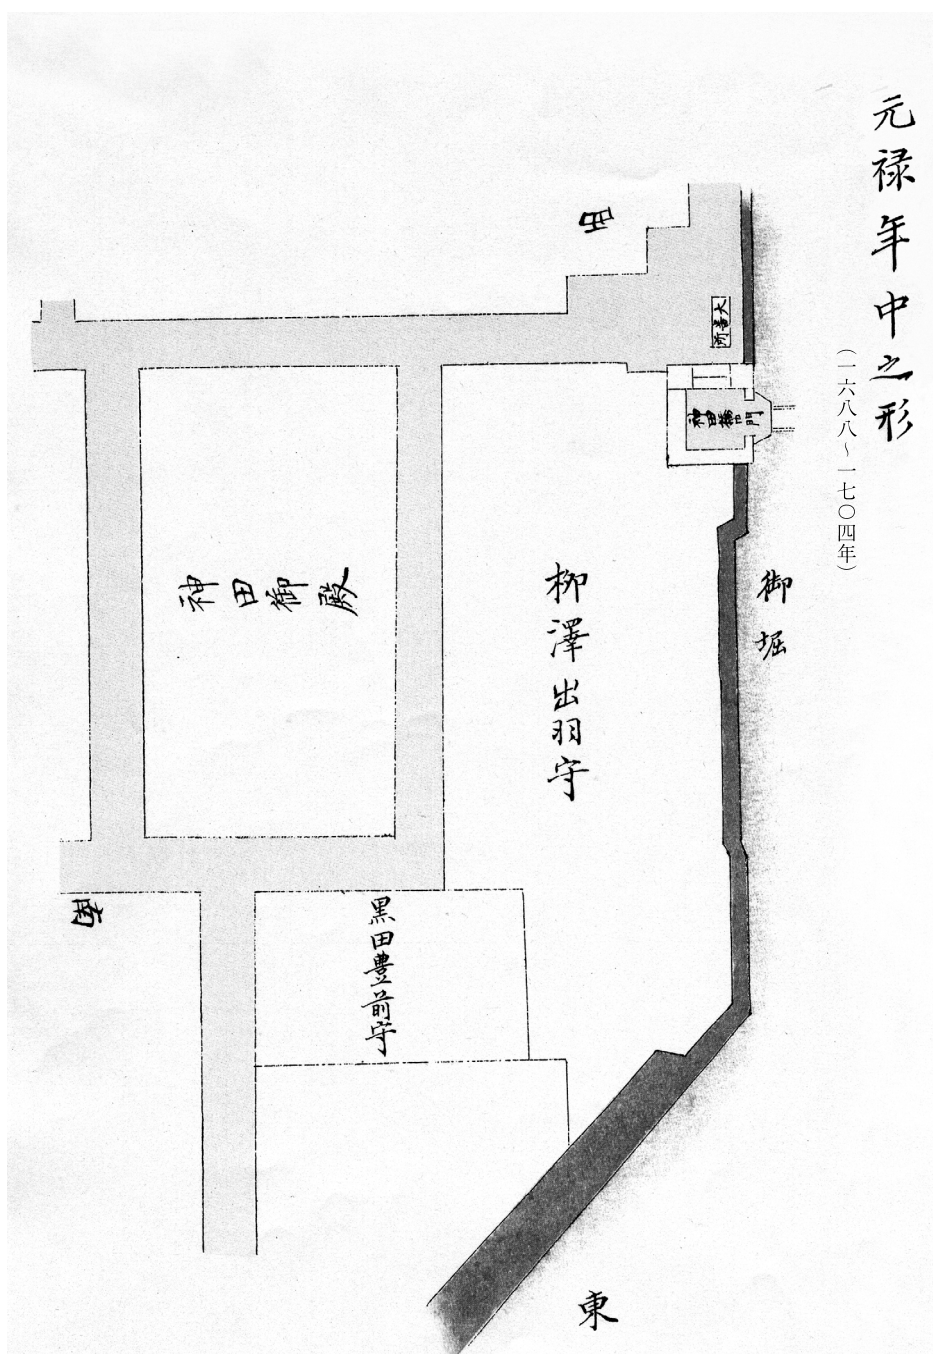 元禄年中之形
（一六八八～一七〇四年）
御堀
大番所
神田橋御門
柳澤出羽守
神田御殿
黒田豊前守
東
西
南